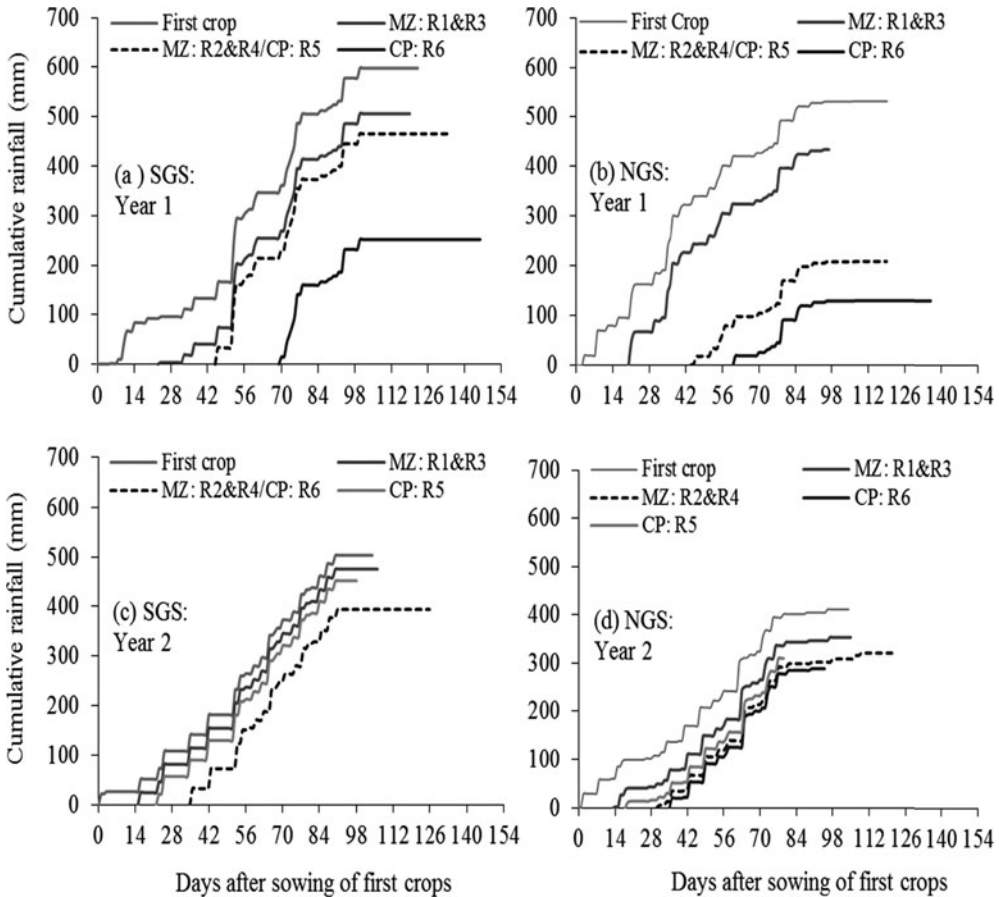 Cumulative rainfall (mm)
First crop
MZ: R1&R3
MZ: R2&R4/CP: R5
CP: R6
700
600
500
400
300
200
100
0
(a ) SGS:
Year 1
0 14 28 42 56 70 84 98 112 126 140 154
First Crop
MZ: R1&R3
MZ: R2&R4/CP: R5
CP: R6
700
600
500
400
300
200
100
0
(b) NGS:
Year 1
0 14 28 42 56 70 84 98 112 126 140 154
Cumulative rainfall (mm)
First crop
MZ: R1&R3
MZ: R2&R4/CP: R6
CP: R5
700
600
500
400
300
200
100
0
(c) SGS:
Year 2
0 14 28 42 56 70 84 98 112 126 140 154
Days after sowing of first crops
First crop
MZ: R1&R3
MZ: R2&R4
CP: R6
CP: R5
700
600
500
400
300
200
100
0
(d) NGS:
Year 2
0 14 28 42 56 70 84 98 112 126 140 154
Days after sowing of first crops